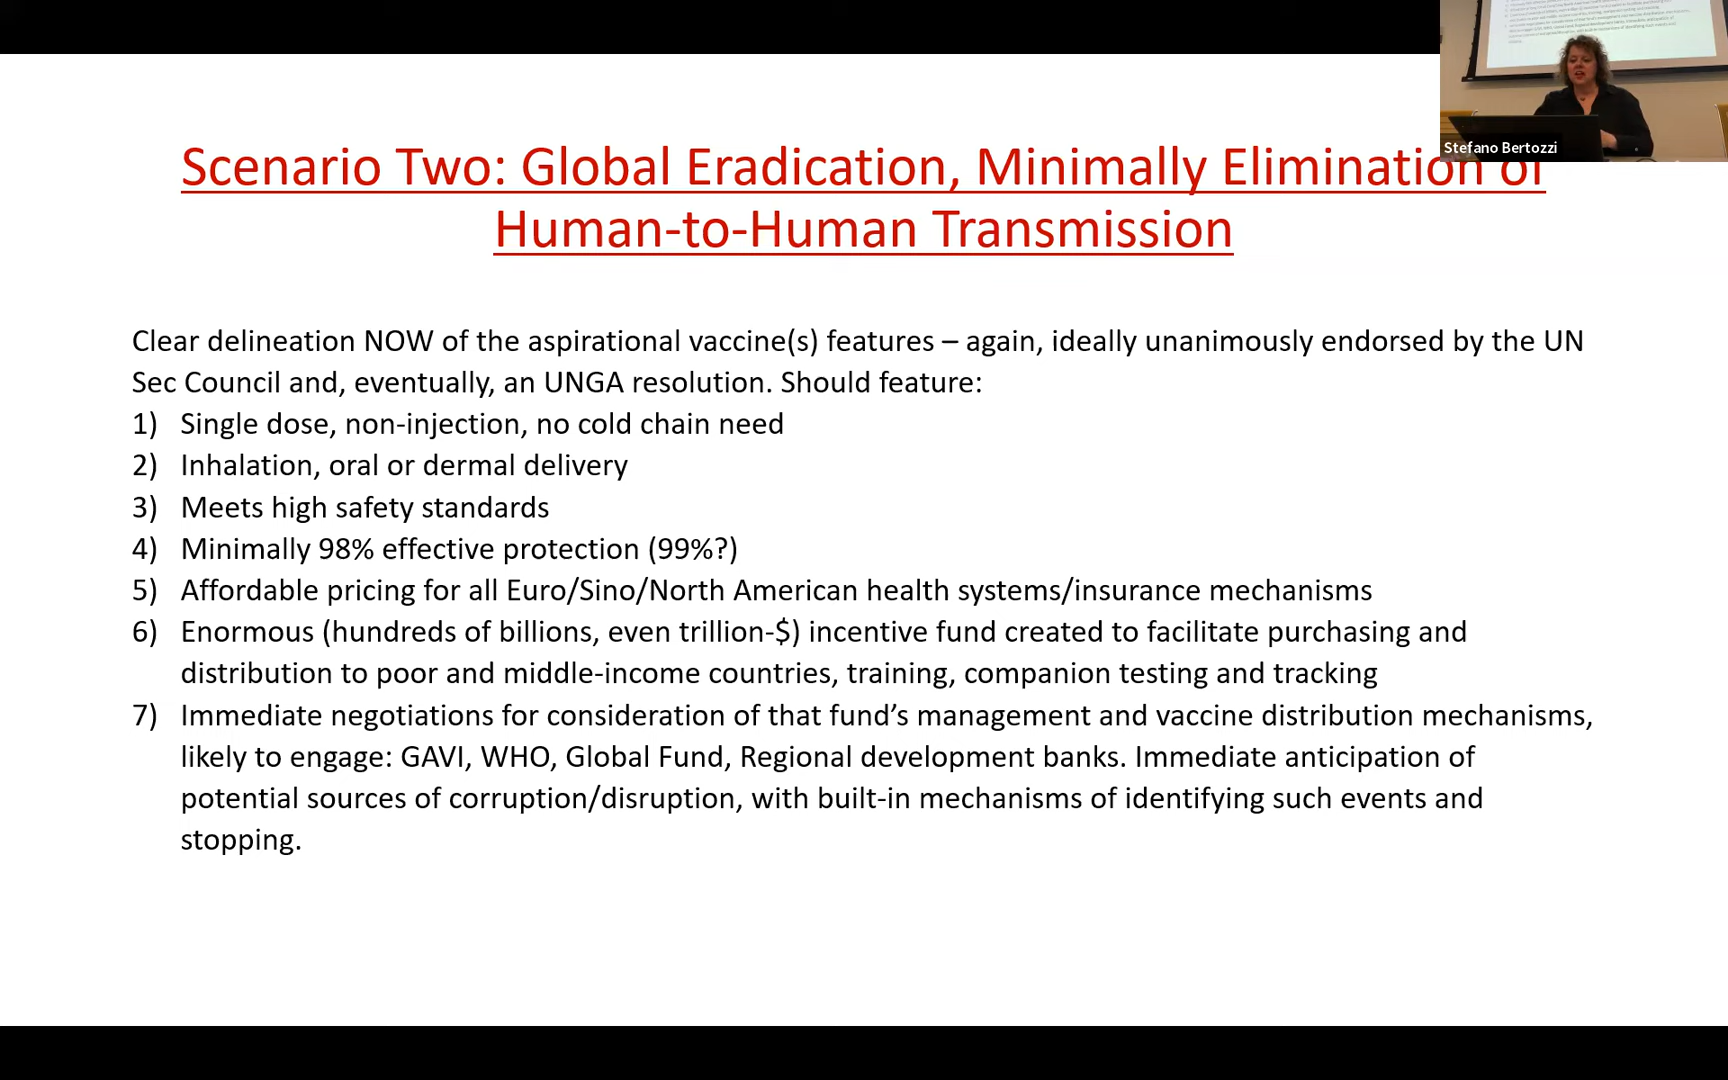 Scenario Two: Global Eradication, Minimally Elimination of
Human-to-Human Transmission
Stefano Bertozzi
Clear delineation NOW of the aspirational vaccine(s) features – again, ideally unanimously endorsed by the UN
Sec Council and, eventually, an UNGA resolution. Should feature:
1) Single dose, non-injection, no cold chain need
2) Inhalation, oral or dermal delivery
3) Meets high safety standards
4) Minimally 98% effective protection (99%?)
5) Affordable pricing for all Euro/Sino/North American health systems/insurance mechanisms
6) Enormous (hundreds of billions, even trillion-$) incentive fund created to facilitate purchasing and
distribution to poor and middle-income countries, training, companion testing and tracking
7) Immediate negotiations for consideration of that fund’s management and vaccine distribution mechanisms,
likely to engage: GAVI, WHO, Global Fund, Regional development banks. Immediate anticipation of
potential sources of corruption/disruption, with built-in mechanisms of identifying such events and
stopping.